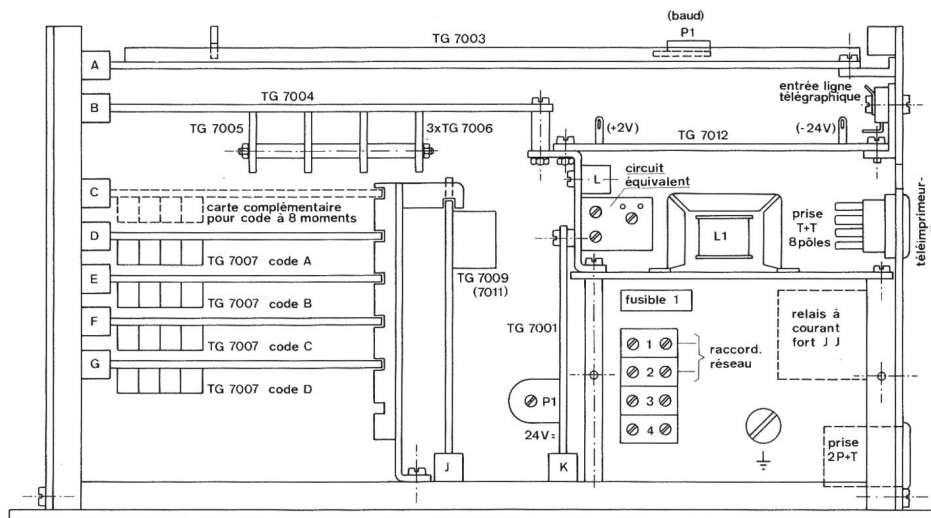 (baud)
P1
TG 7003
A
TG 7004
B
entrée ligne
télégraphique
TG 7005
3xTG 7006
(+2V)
TG 7012
(-24V)
C
carte complémentaire
pour code à 8 moments
L
circuit
équivalent
D
TG 7007 code A
L1
prise
T+T
8 pôles
téléimprimeur-
E
TG 7007 code B
TG 7009
(7011)
fusible 1
F
TG 7007 code C
TG 7001
1
2
raccord.
réseau
relais à
courant
fort J J
G
TG 7007 code D
P1
3
24V=
4
J
K
prise
2P+T